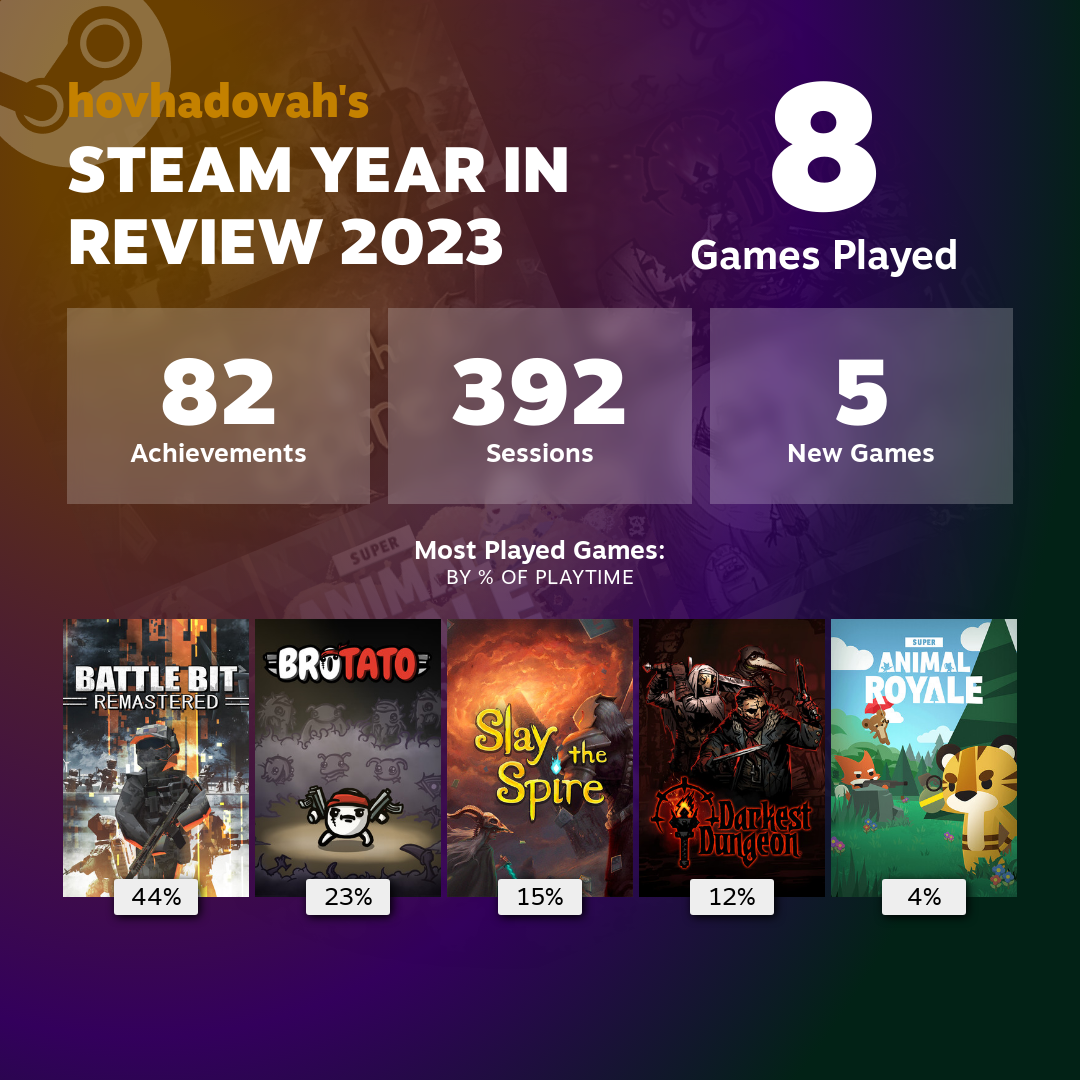 hovhadovah's
STEAM YEAR IN
REVIEW 2023
8
Games Played
82
Achievements
392
Sessions
5
New Games
SUPER
ANIMAL
Most Played Games:
BY % OF PLAYTIME
BATTLE BIT
REMASTERED
44%
BROTATO
23%
Slay
the
Spire
15%
Darkest
Dungeon
12%
SUPER
ANIMAL
ROYALE
4%